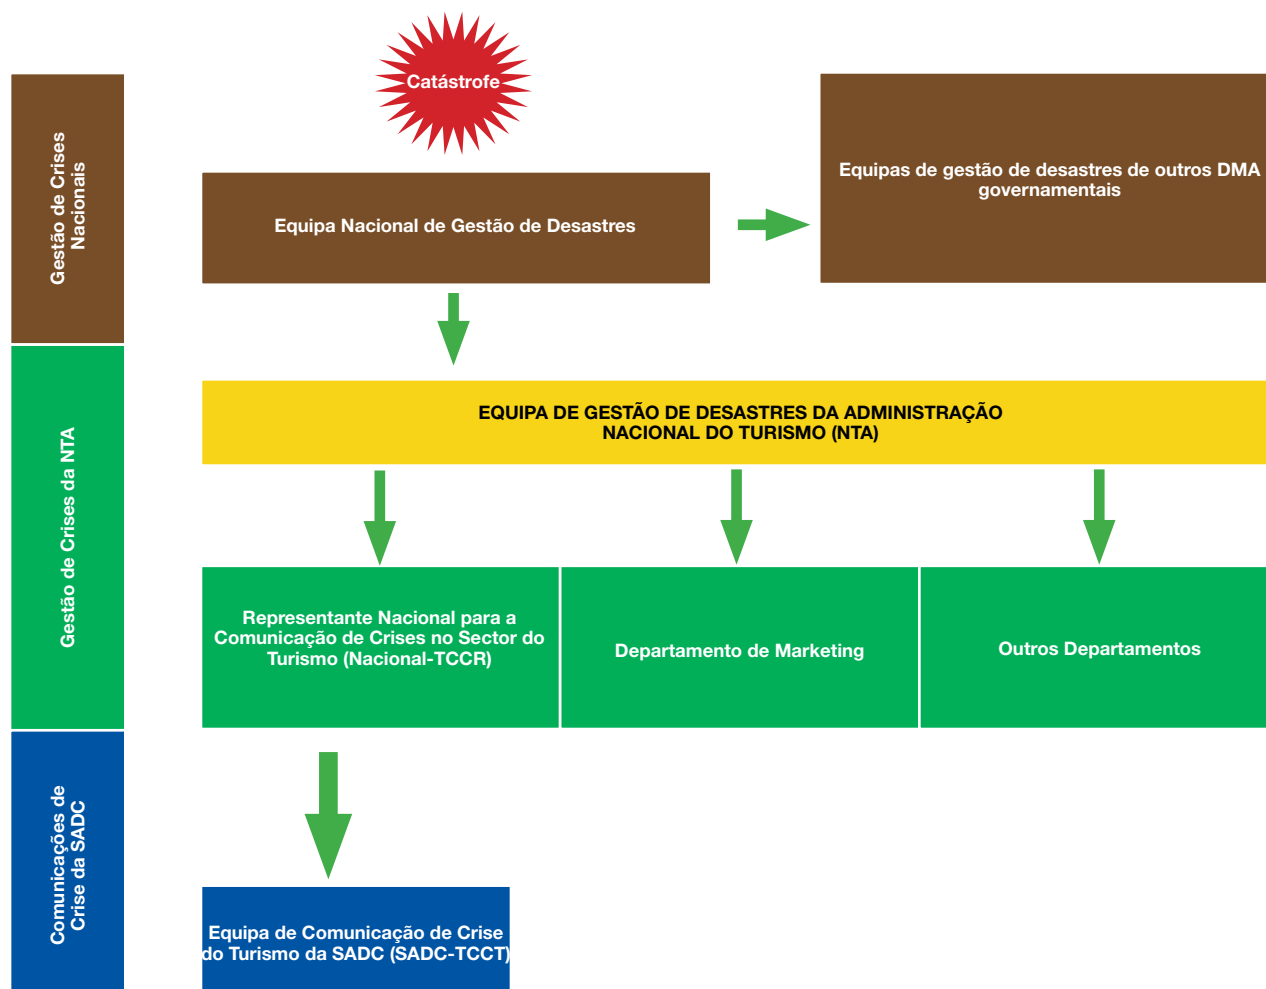 Catástrofe
Gestão de Crises
Nacionais
Equipa Nacional de Gestão de Desastres
Equipas de gestão de desastres de outros DMA
governamentais
Gestão de Crises da NTA
EQUIPA DE GESTÃO DE DESASTRES DA ADMINISTRAÇÃO
NACIONAL DO TURISMO (NTA)
Representante Nacional para a
Comunicação de Crises no Sector do
Turismo (Nacional-TCCR)
Departamento de Marketing
Outros Departamentos
Comunicações de
Crise da SADC
Equipa de Comunicação de Crise
do Turismo da SADC (SADC-TCCT)